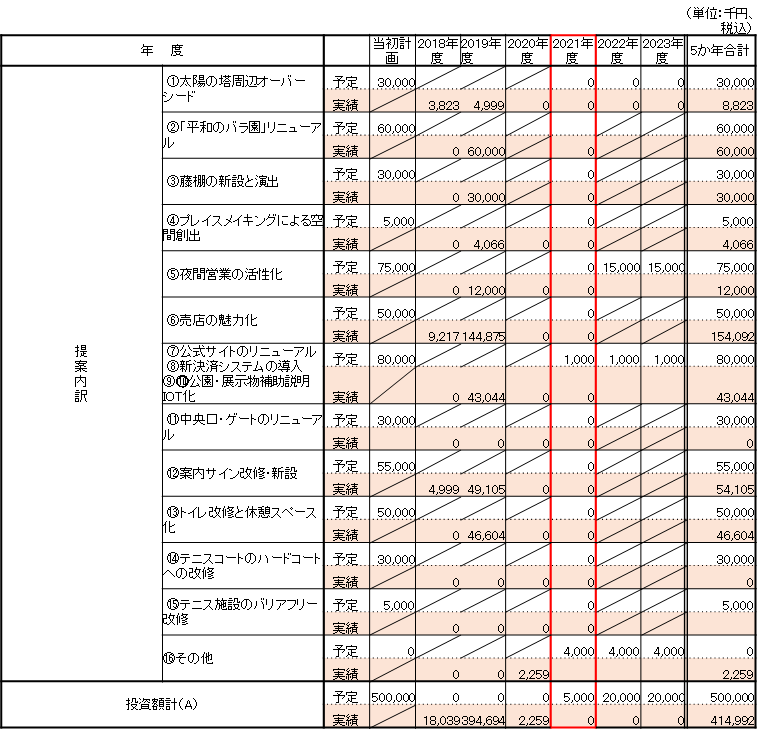 (単位:千円、
税込)
年 度 当初計画 2018年度 2019年度 2020年度 2021年度 2022年度 2023年度 5か年合計
提案内訳
①太陽の塔周辺オーバーシード 予定 30,000 0 0 0 30,000
実績 3,823 4,999 0 0 0 0 8,823
②「平和のバラ園」リニューアル 予定 60,000 0 60,000
実績 0 60,000 0 0 60,000
③藤棚の新設と演出 予定 30,000 0 30,000
実績 0 30,000 0 0 30,000
④プレイスメイキングによる空間創出 予定 5,000 0 5,000
実績 0 4,066 0 0 4,066
⑤夜間営業の活性化 予定 75,000 0 15,000 15,000 75,000
実績 0 12,000 0 0 12,000
⑥売店の魅力化 予定 50,000 0 50,000
実績 9,217 144,875 0 0 154,092
⑦公式サイトのリニューアル
⑧新決済システムの導入
⑨⑩公園・展示物補助説明
IOT化
予定 80,000 1,000 1,000 1,000 80,000
実績 0 43,044 0 0 43,044
⑪中央口・ゲートのリニューアル 予定 30,000 0 30,000
実績 0 0 0 0 0
⑫案内サイン改修・新設 予定 55,000 0 55,000
実績 4,999 49,105 0 0 54,105
⑬トイレ改修と休憩スペース化 予定 50,000 0 50,000
実績 0 46,604 0 0 46,604
⑭テニスコートのハードコートへの改修 予定 30,000 0 30,000
実績 0 0 0 0 0
⑮テニス施設のバリアフリー改修 予定 5,000 0 5,000
実績 0 0 0 0 0
⑯その他 予定 0 4,000 4,000 4,000 0
実績 0 0 2,259 0 2,259
投資額計(A) 予定 500,000 0 0 0 5,000 20,000 20,000 500,000
実績 18,039 394,694 2,259 0 0 0 414,992